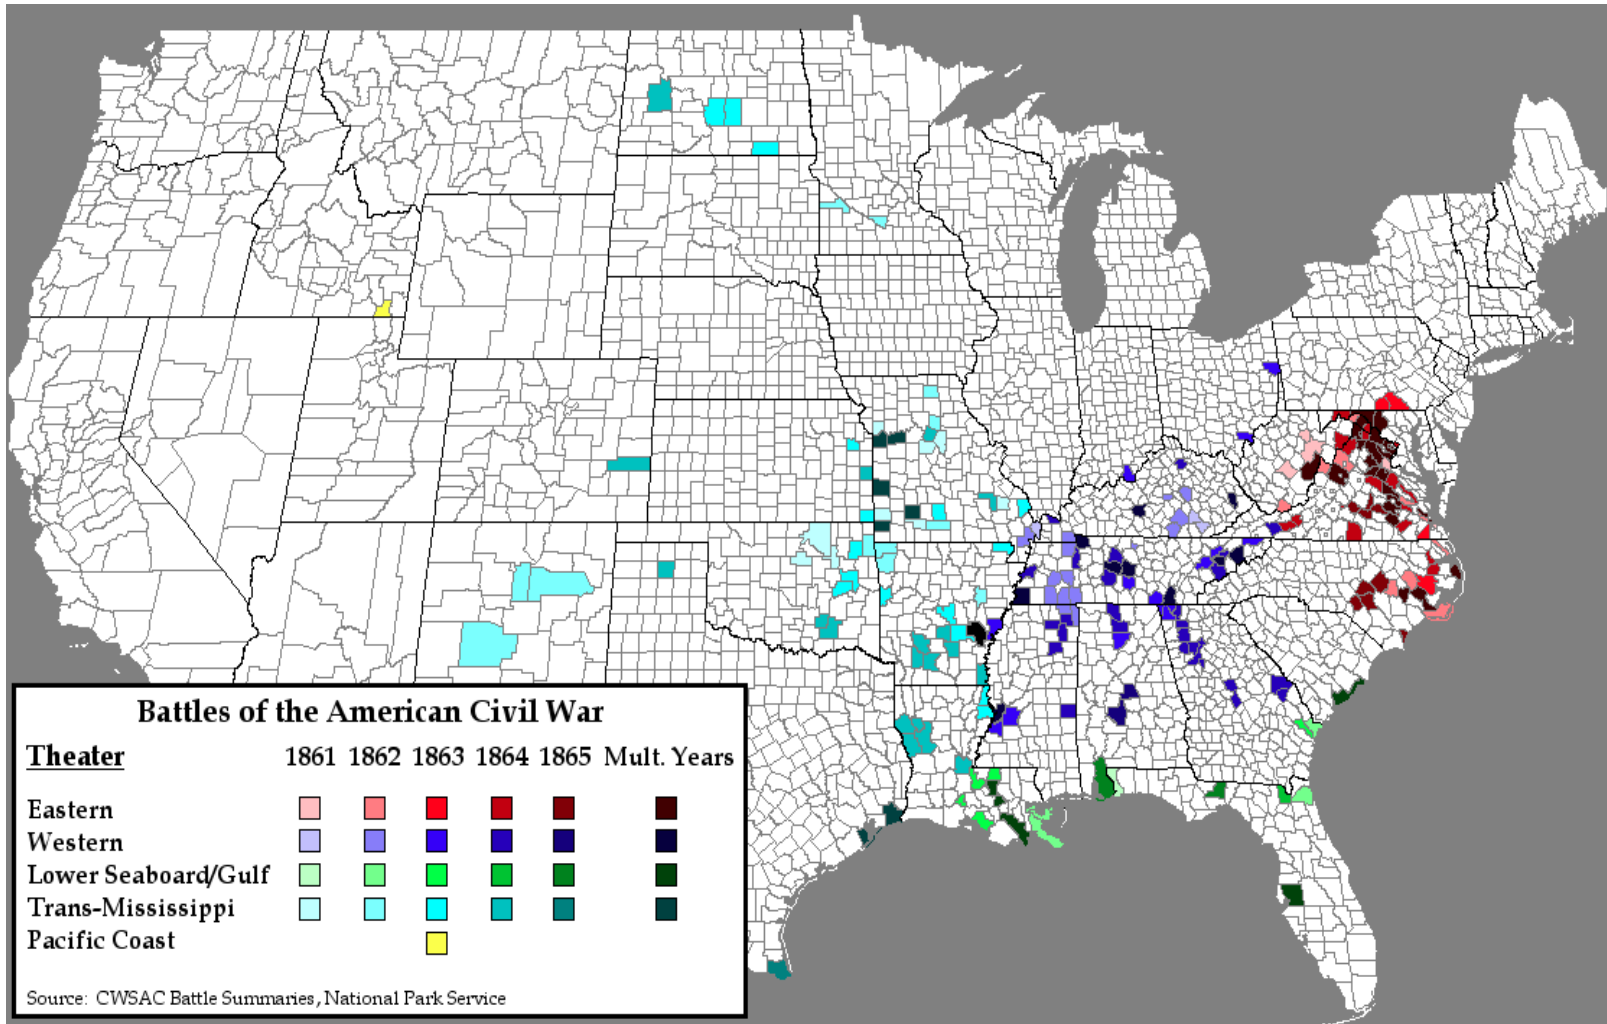 Battles of the American Civil War
Theater 1861 1862 1863 1864 1865 Mult. Years
Eastern
Western
Lower Seaboard/Gulf
Trans-Mississippi
Pacific Coast
Source: CWSAC Battle Summaries, National Park Service